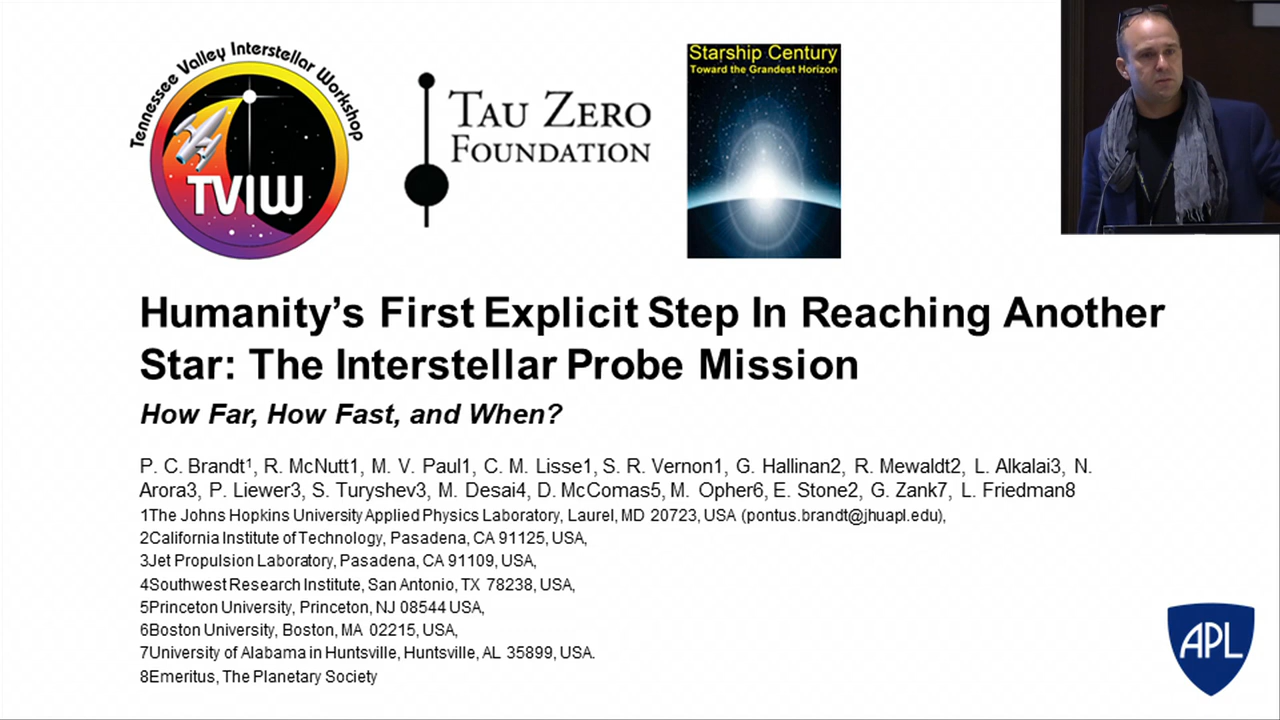 Tennessee Valley Interstellar Workshop
TVIW
TAU ZERO
FOUNDATION
Starship Century
Toward the Grandest Horizon
Humanity’s First Explicit Step In Reaching Another
Star: The Interstellar Probe Mission
How Far, How Fast, and When?
P. C. Brandt¹, R. McNutt1, M. V. Paul1, C. M. Lisse1, S. R. Vernon1, G. Hallinan2, R. Mewaldt2, L. Alkalai3, N.
Arora3, P. Liewer3, S. Turyshev3, M. Desai4, D. McComas5, M. Opher6, E. Stone2, G. Zank7, L. Friedman8
1The Johns Hopkins University Applied Physics Laboratory, Laurel, MD 20723, USA (pontus.brandt@jhuapl.edu),
2California Institute of Technology, Pasadena, CA 91125, USA,
3Jet Propulsion Laboratory, Pasadena, CA 91109, USA,
4Southwest Research Institute, San Antonio, TX 78238, USA,
5Princeton University, Princeton, NJ 08544 USA,
6Boston University, Boston, MA 02215, USA,
7University of Alabama in Huntsville, Huntsville, AL 35899, USA.
8Emeritus, The Planetary Society
APL